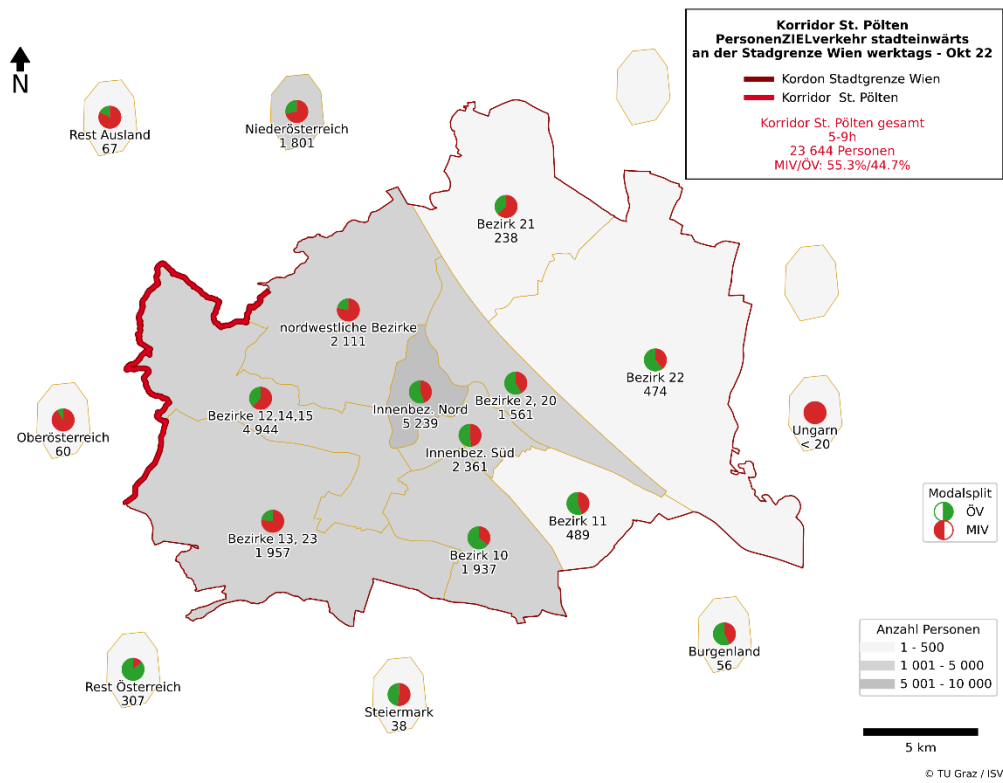 Korridor St. Pölten
PersonenZIELverkehr stadteinwärts
an der Stadgrenze Wien werktags - Okt 22
Kordon Stadtgrenze Wien
Korridor  St. Pölten
Korridor St. Pölten gesamt
5-9h
23 644 Personen
MIV/ÖV: 55.3%/44.7%
N
Rest Ausland
67
Niederösterreich
1 801
Bezirk 21
238
nordwestliche Bezirke
2 111
Bezirk 22
474
Bezirke 12,14,15
4 944
Innenbez. Nord
5 239
Bezirke 2, 20
1 561
Oberösterreich
60
Ungarn
< 20
Innenbez. Süd
2 361
Bezirke 13, 23
1 957
Bezirk 10
1 937
Bezirk 11
489
Modalsplit
ÖV
MIV
Burgenland
56
Rest Österreich
307
Steiermark
38
Anzahl Personen
1 - 500
1 001 - 5 000
5 001 - 10 000
5 km
© TU Graz / ISV